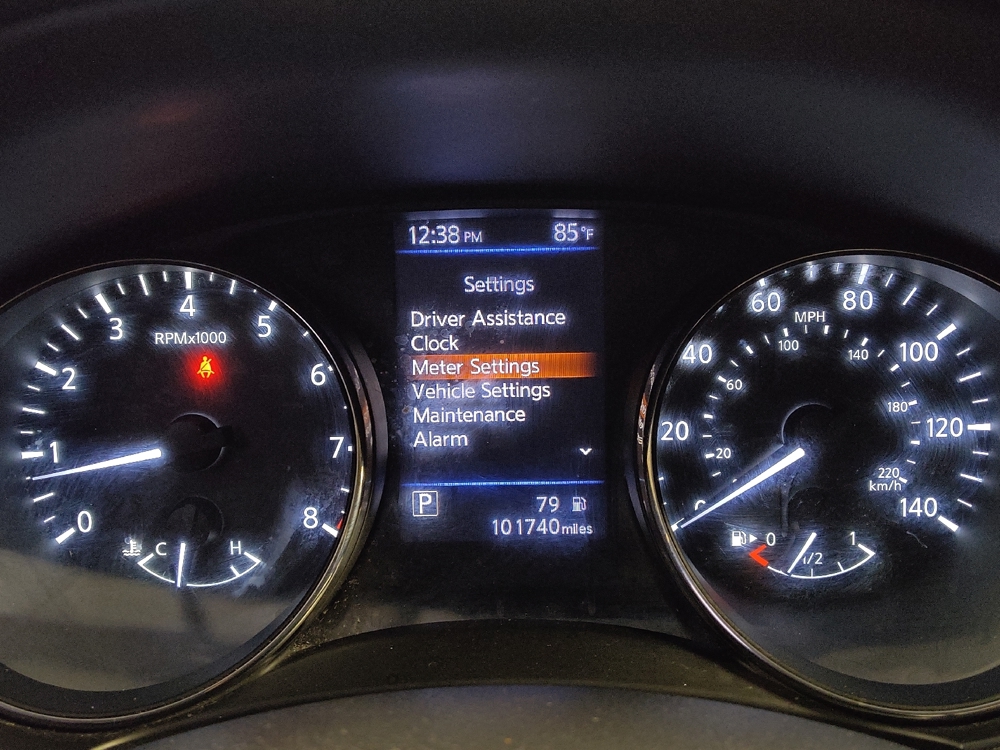 12:38 PM 85°F
Settings
Driver Assistance
Clock
Meter Settings
Vehicle Settings
Maintenance
Alarm
P 79
101740 miles
0
1
2
3
4
5
6
7
8
RPMx1000
C H
0
20
40
60
80
100
120
140
MPH
20
60
100
140
180
220
km/h
0 1/2 1